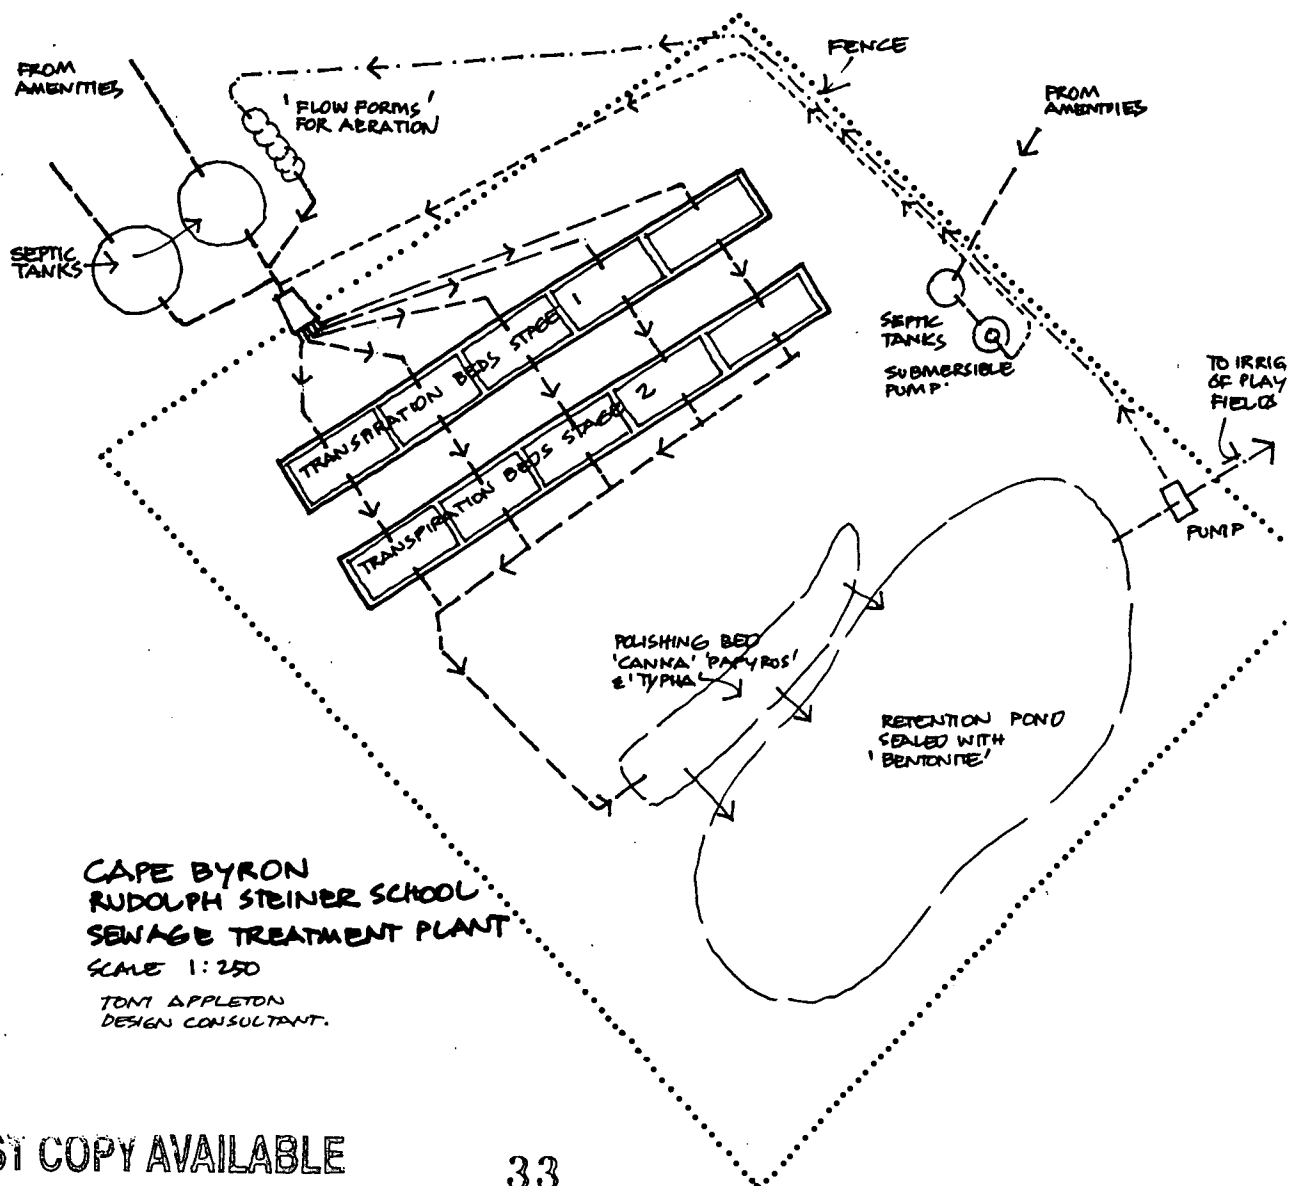 FROM
AMENITIES
'FLOW FORMS'
FOR AERATION
FENCE
FROM
AMENITIES
SEPTIC
TANKS
TRANSPIRATION BEDS STAGE 1
TRANSPIRATION BEDS STAGE 2
SEPTIC
TANKS
SUBMERSIBLE
PUMP.
TO IRRIG
OF PLAY
FIELDS
PUMP
POLISHING BED
'CANNA' 'PAPYROS'
& 'TYPHA'
RETENTION POND
SEALED WITH
'BENTONITE'
CAPE BYRON
RUDOLPH STEINER SCHOOL
SEWAGE TREATMENT PLANT
SCALE 1:250
TONY APPLETON
DESIGN CONSULTANT.
ST COPY AVAILABLE
33